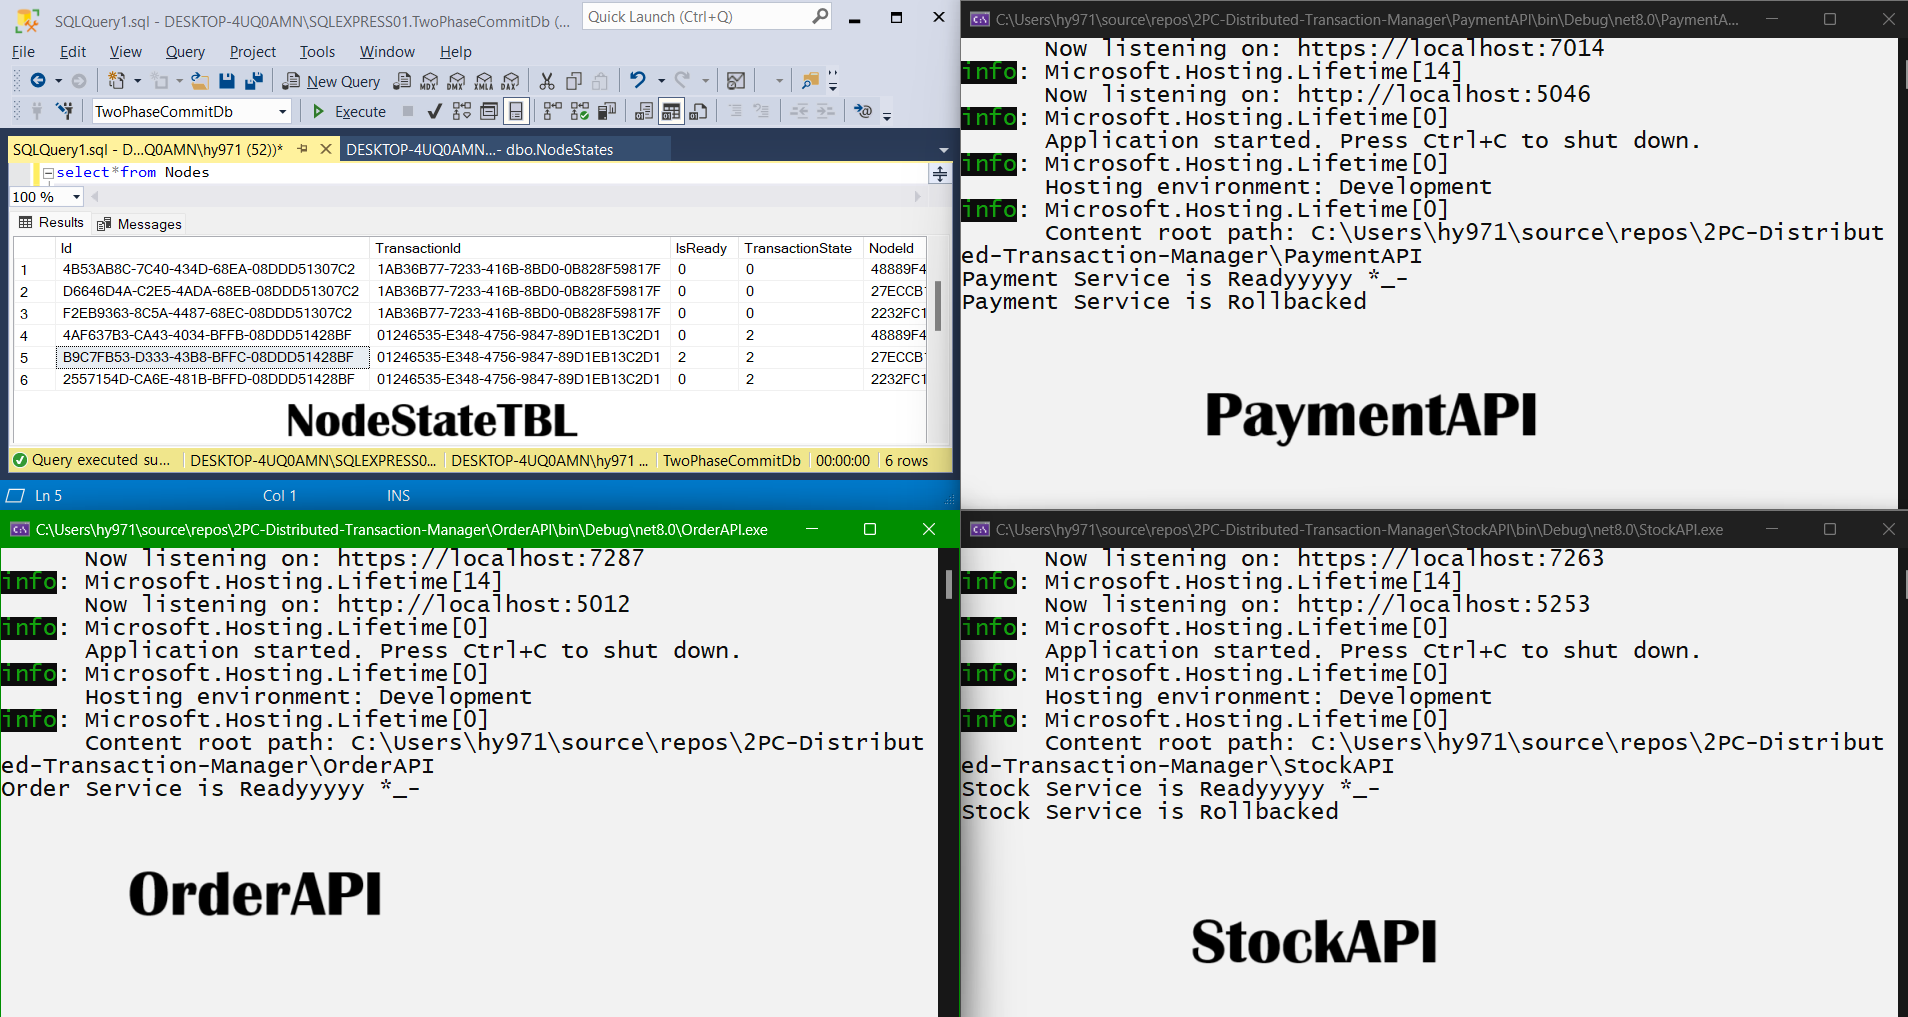 SQLQuery1.sql - DESKTOP-4UQ0AMN\SQLEXPRESS01.TwoPhaseCommitDb (...
Quick Launch (Ctrl+Q)
File Edit View Query Project Tools Window Help
New Query
MDX DMX XMLA DAX
TwoPhaseCommitDb Execute
SQLQuery1.sql - D...Q0AMN\hy971 (52))* DESKTOP-4UQ0AMN...- dbo.NodeStates
select*from Nodes
100 %
Results Messages
Id TransactionId IsReady TransactionState NodeId
1 4B53AB8C-7C40-434D-68EA-08DDD51307C2 1AB36B77-7233-416B-8BD0-0B828F59817F 0 0 48889F4
2 D6646D4A-C2E5-4ADA-68EB-08DDD51307C2 1AB36B77-7233-416B-8BD0-0B828F59817F 0 0 27ECCB1
3 F2EB9363-8C5A-4487-68EC-08DDD51307C2 1AB36B77-7233-416B-8BD0-0B828F59817F 0 0 2232FC1
4 4AF637B3-CA43-4034-BFFB-08DDD51428BF 01246535-E348-4756-9847-89D1EB13C2D1 0 2 48889F4
5 B9C7FB53-D333-43B8-BFFC-08DDD51428BF 01246535-E348-4756-9847-89D1EB13C2D1 2 2 27ECCB1
6 2557154D-CA6E-481B-BFFD-08DDD51428BF 01246535-E348-4756-9847-89D1EB13C2D1 0 2 2232FC1
NodeStateTBL
Query executed su... DESKTOP-4UQ0AMN\SQLEXPRESS0... DESKTOP-4UQ0AMN\hy971 ... TwoPhaseCommitDb 00:00:00 6 rows
Ln 5 Col 1 INS
C:\Users\hy971\source\repos\2PC-Distributed-Transaction-Manager\PaymentAPI\bin\Debug\net8.0\PaymentA...
Now listening on: https://localhost:7014
info: Microsoft.Hosting.Lifetime[14]
Now listening on: http://localhost:5046
info: Microsoft.Hosting.Lifetime[0]
Application started. Press Ctrl+C to shut down.
info: Microsoft.Hosting.Lifetime[0]
Hosting environment: Development
info: Microsoft.Hosting.Lifetime[0]
Content root path: C:\Users\hy971\source\repos\2PC-Distribut
ed-Transaction-Manager\PaymentAPI
Payment Service is Readyyyyy *_-
Payment Service is Rollbacked
PaymentAPI
C:\Users\hy971\source\repos\2PC-Distributed-Transaction-Manager\OrderAPI\bin\Debug\net8.0\OrderAPI.exe
Now listening on: https://localhost:7287
info: Microsoft.Hosting.Lifetime[14]
Now listening on: http://localhost:5012
info: Microsoft.Hosting.Lifetime[0]
Application started. Press Ctrl+C to shut down.
info: Microsoft.Hosting.Lifetime[0]
Hosting environment: Development
info: Microsoft.Hosting.Lifetime[0]
Content root path: C:\Users\hy971\source\repos\2PC-Distribut
ed-Transaction-Manager\OrderAPI
Order Service is Readyyyyy *_-
OrderAPI
C:\Users\hy971\source\repos\2PC-Distributed-Transaction-Manager\StockAPI\bin\Debug\net8.0\StockAPI.exe
Now listening on: https://localhost:7263
info: Microsoft.Hosting.Lifetime[14]
Now listening on: http://localhost:5253
info: Microsoft.Hosting.Lifetime[0]
Application started. Press Ctrl+C to shut down.
info: Microsoft.Hosting.Lifetime[0]
Hosting environment: Development
info: Microsoft.Hosting.Lifetime[0]
Content root path: C:\Users\hy971\source\repos\2PC-Distribut
ed-Transaction-Manager\StockAPI
Stock Service is Readyyyyy *_-
Stock Service is Rollbacked
StockAPI